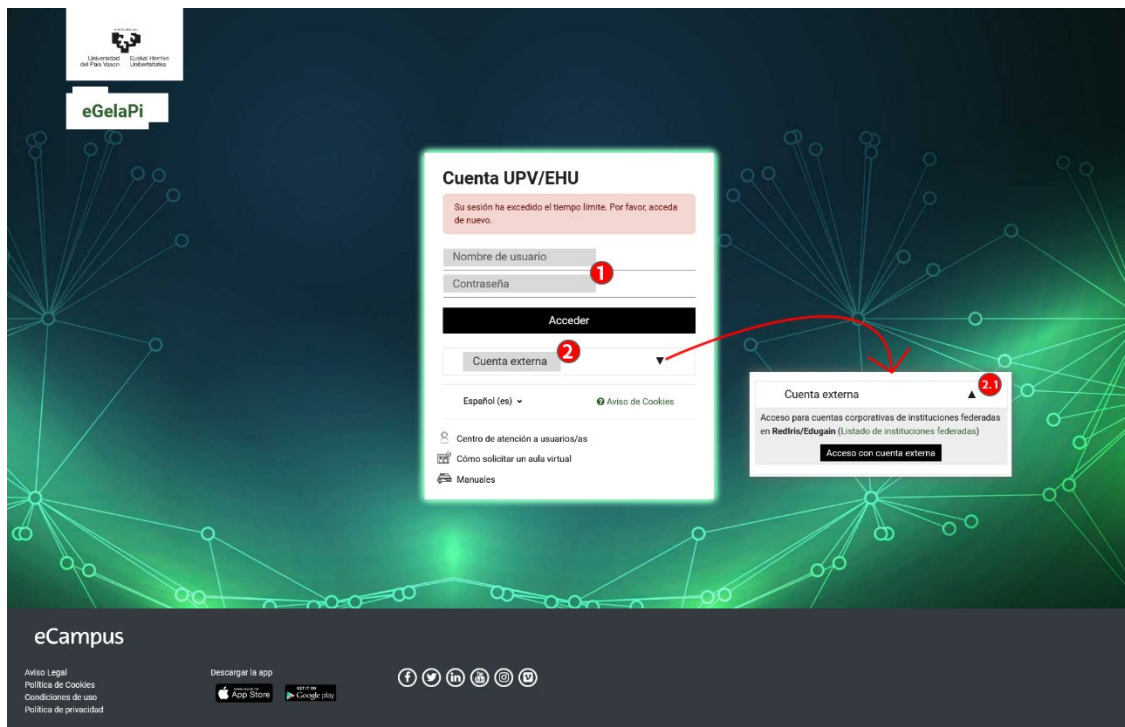 Universidad Euskal Herriko
del País Vasco Unibertsitatea
eGelaPi
Cuenta UPV/EHU
Su sesión ha excedido el tiempo límite. Por favor, acceda
de nuevo.
Nombre de usuario
1
Contraseña
Acceder
Cuenta externa
2
Español (es)
Aviso de Cookies
Centro de atención a usuarios/as
Cómo solicitar un aula virtual
Manuales
Cuenta externa
2.1
Acceso para cuentas corporativas de instituciones federadas
en RedIris/Edugain (Listado de instituciones federadas)
Acceso con cuenta externa
eCampus
Aviso Legal
Política de Cookies
Condiciones de uso
Política de privacidad
Descargar la app
App Store
GET IT ON
Google play